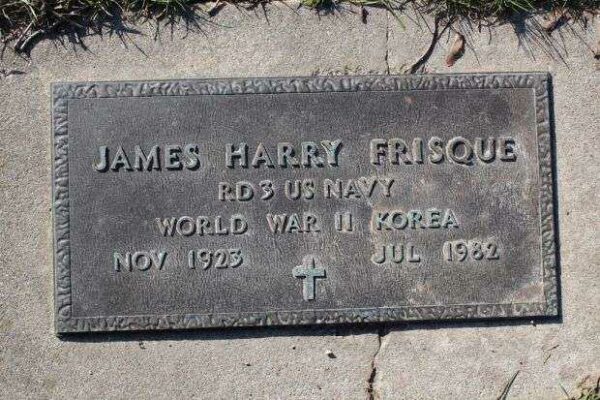 JAMES HARRY FRISQUE
RD3 US NAVY
WORLD WAR II KOREA
NOV 1923 JUL 1982